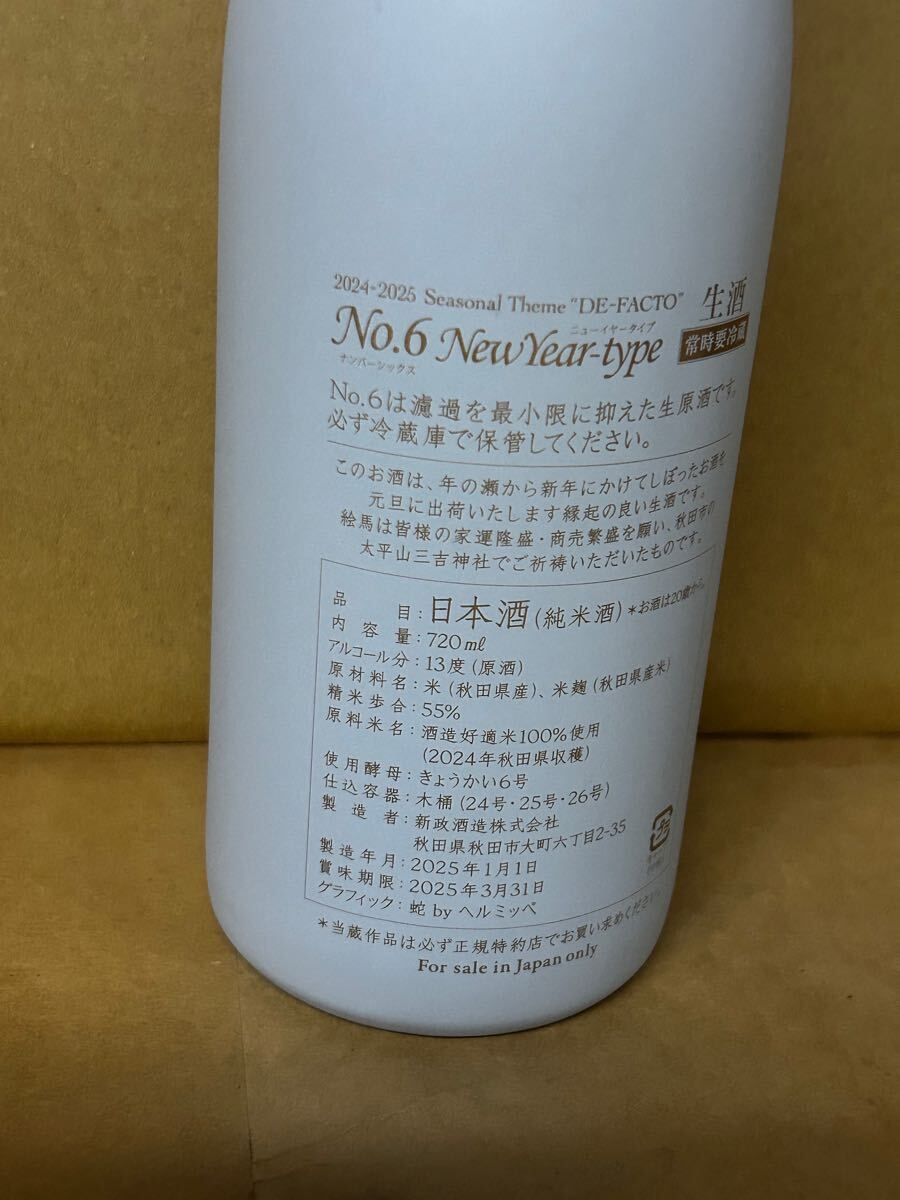 2024-2025 Seasonal Theme "DE-FACTO"
生酒
ニューイヤータイプ
No.6 NewYear-type
ナンバーシックス
常時要冷蔵
No.6は濾過を最小限に抑えた生原酒です。
必ず冷蔵庫で保管してください。
このお酒は、年の瀬から新年にかけてしぼったお酒を
元旦に出荷いたします縁起の良い生酒です。
絵馬は皆様の家運隆盛・商売繁盛を願い、秋田市の
太平山三吉神社でご祈祷いただいたものです。
品目：日本酒(純米酒) *お酒は20歳から。
内容量：720ml
アルコール分：13度 (原酒)
原材料名：米 (秋田県産)、米麹 (秋田県産米)
精米歩合：55%
原料米名：酒造好適米100%使用
(2024年秋田県収穫)
使用酵母：きょうかい6号
仕込容器：木桶 (24号・25号・26号)
製造者：新政酒造株式会社
秋田県秋田市大町六丁目2-35
製造年月：2025年1月1日
賞味期限：2025年3月31日
グラフィック：蛇 by ヘルミッペ
*当蔵作品は必ず正規特約店でお買い求めください。
For sale in Japan only